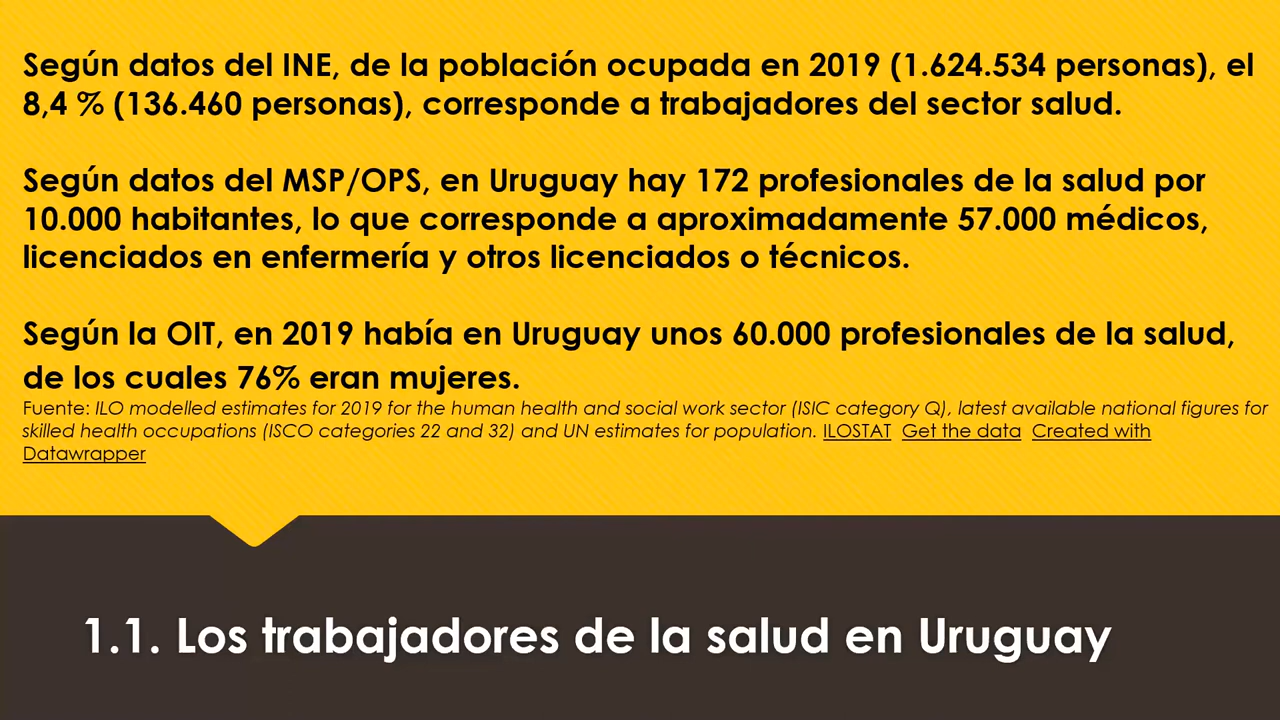 Según datos del INE, de la población ocupada en 2019 (1.624.534 personas), el
8,4 % (136.460 personas), corresponde a trabajadores del sector salud.
Según datos del MSP/OPS, en Uruguay hay 172 profesionales de la salud por
10.000 habitantes, lo que corresponde a aproximadamente 57.000 médicos,
licenciados en enfermería y otros licenciados o técnicos.
Según la OIT, en 2019 había en Uruguay unos 60.000 profesionales de la salud,
de los cuales 76% eran mujeres.
Fuente: ILO modelled estimates for 2019 for the human health and social work sector (ISIC category Q), latest available national figures for
skilled health occupations (ISCO categories 22 and 32) and UN estimates for population. ILOSTAT Get the data Created with
Datawrapper
1.1. Los trabajadores de la salud en Uruguay